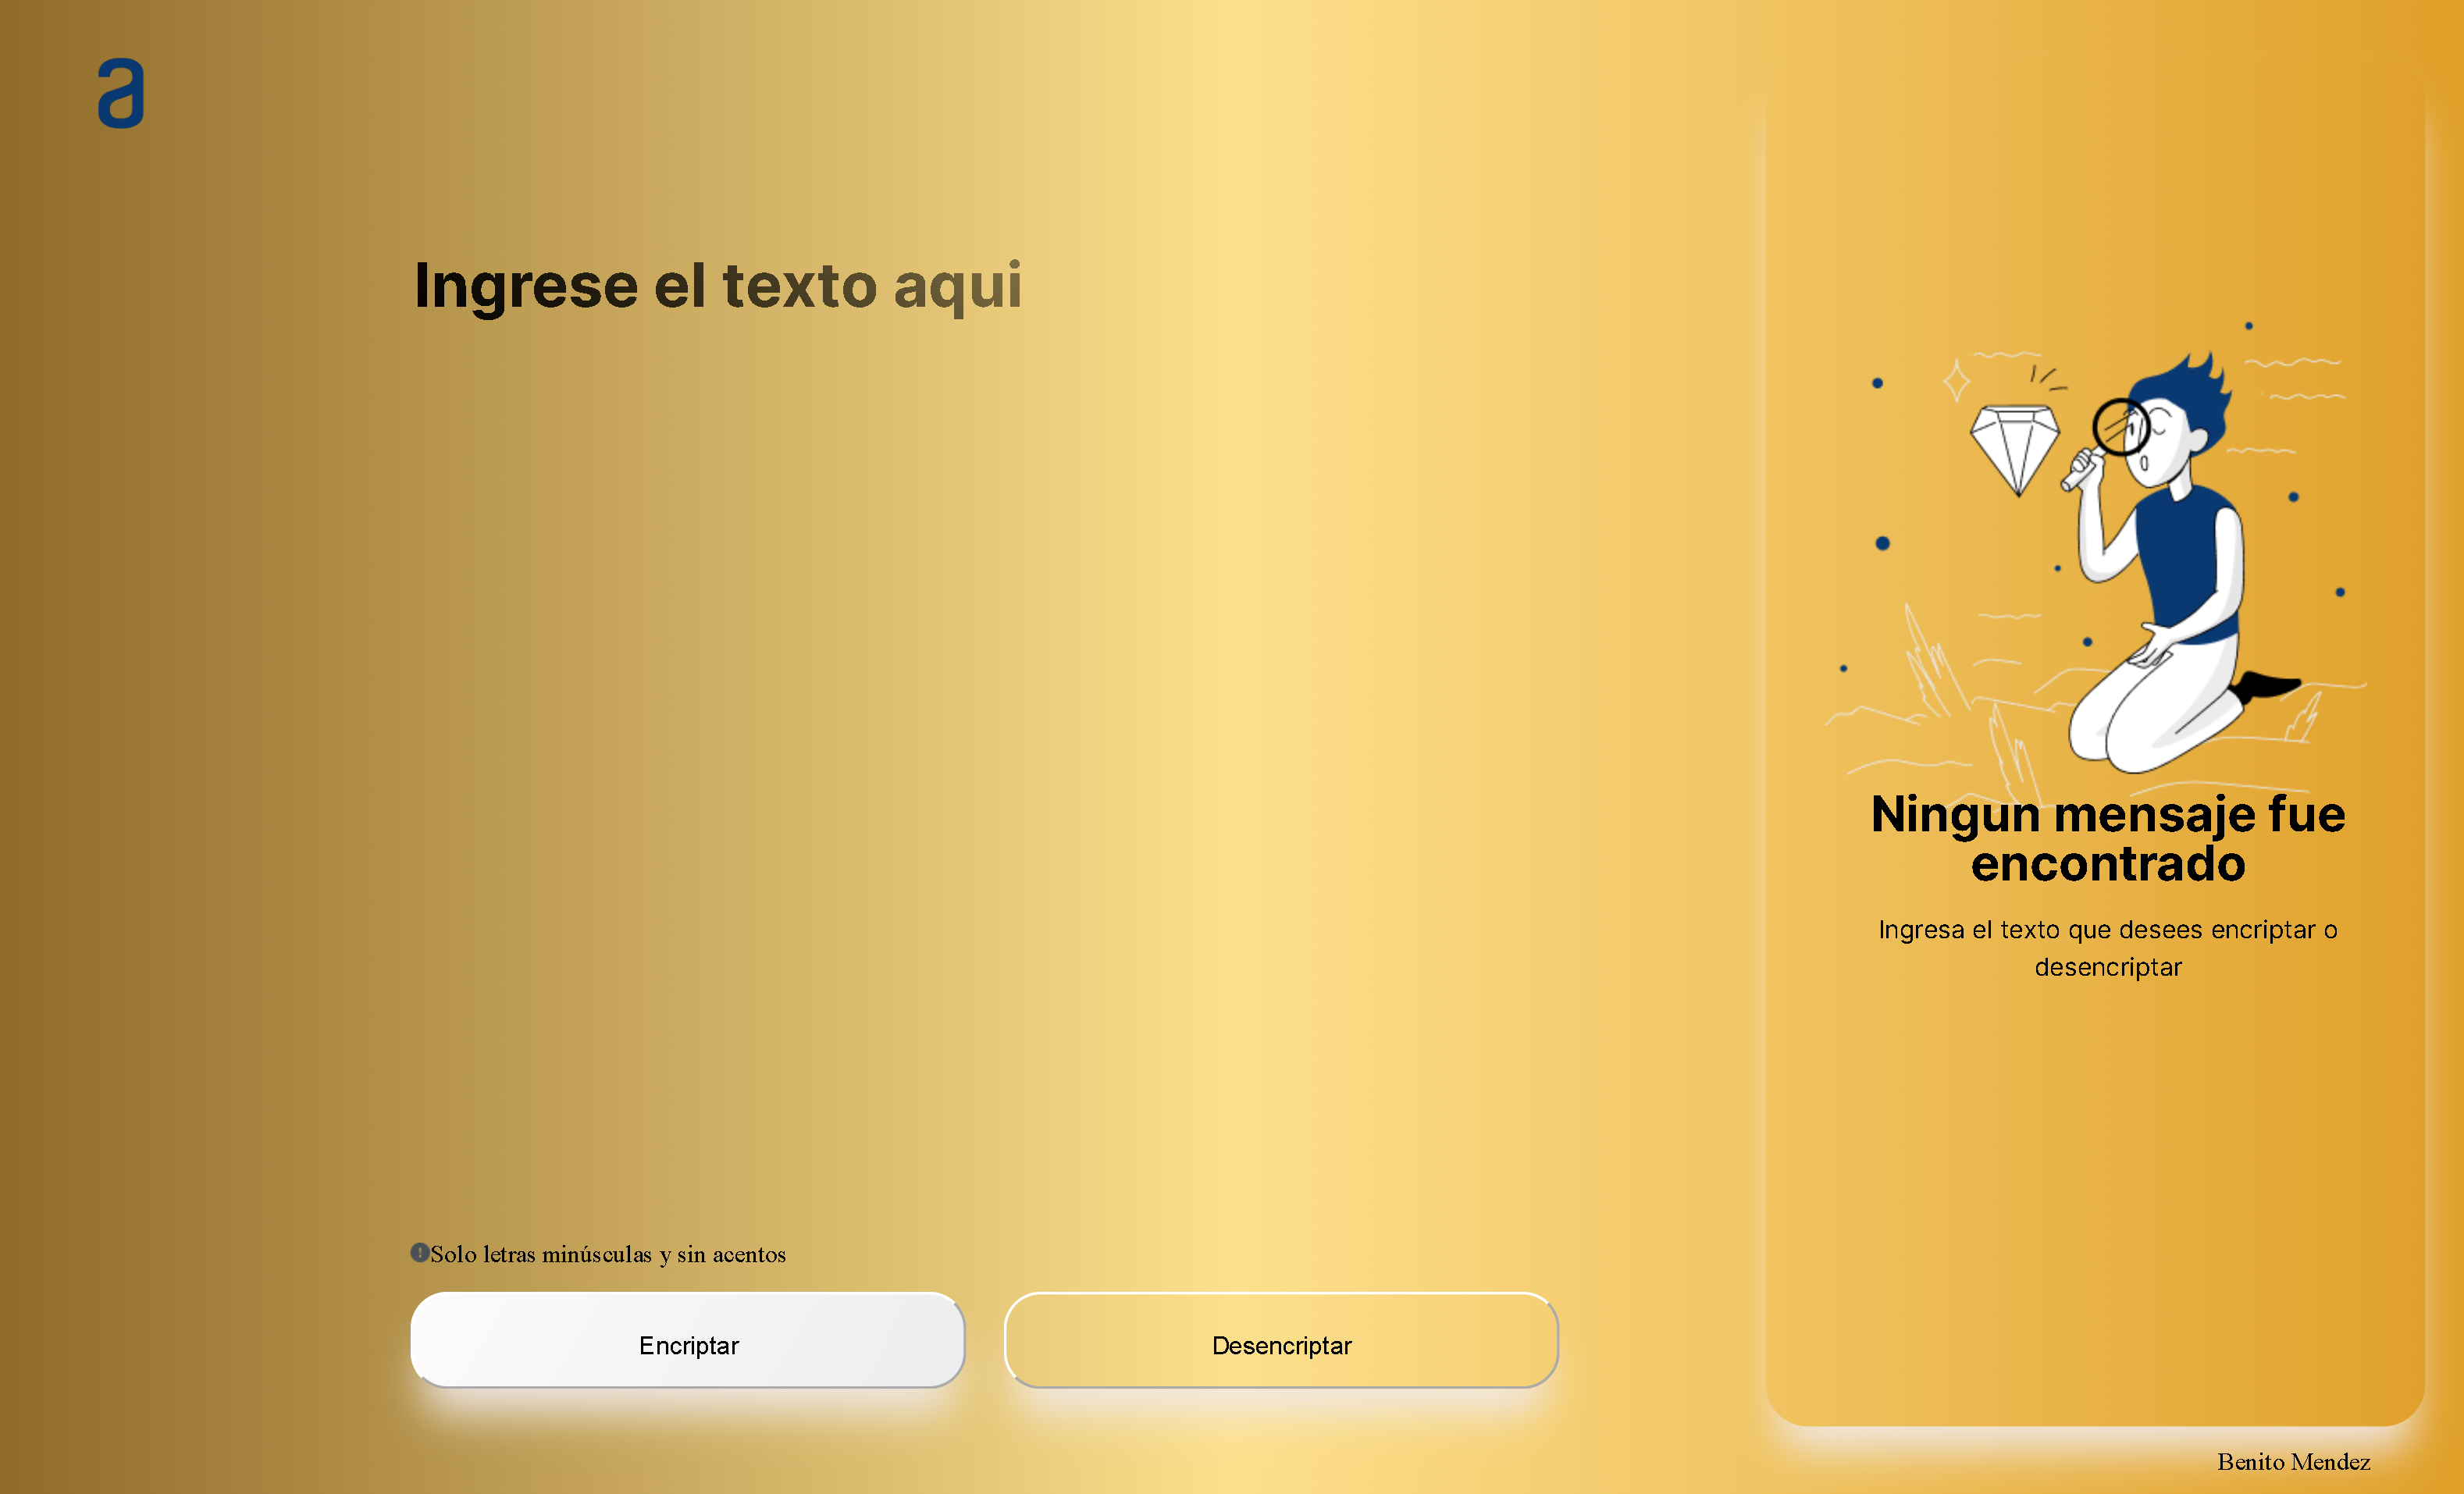 a
Ingrese el texto aqui
Ningun mensaje fue
encontrado
Ingresa el texto que desees encriptar o
desencriptar
Solo letras minúsculas y sin acentos
Encriptar
Desencriptar
Benito Mendez